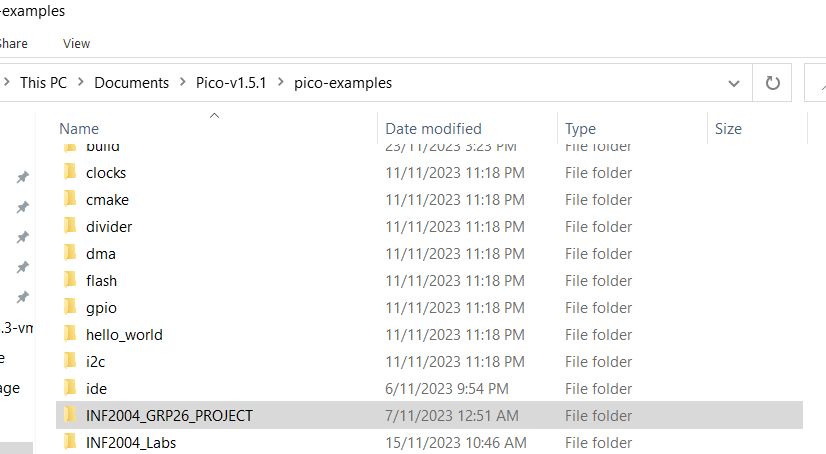 -examples
Share View
This PC Documents Pico-v1.5.1 pico-examples
Name Date modified Type Size
build 23/11/2023 3:23 PM File folder
clocks 11/11/2023 11:18 PM File folder
cmake 11/11/2023 11:18 PM File folder
divider 11/11/2023 11:18 PM File folder
dma 11/11/2023 11:18 PM File folder
flash 11/11/2023 11:18 PM File folder
gpio 11/11/2023 11:18 PM File folder
.3-vm hello_world 11/11/2023 11:18 PM File folder
e i2c 11/11/2023 11:18 PM File folder
age ide 6/11/2023 9:54 PM File folder
INF2004_GRP26_PROJECT 7/11/2023 12:51 AM File folder
INF2004_Labs 15/11/2023 10:46 AM File folder